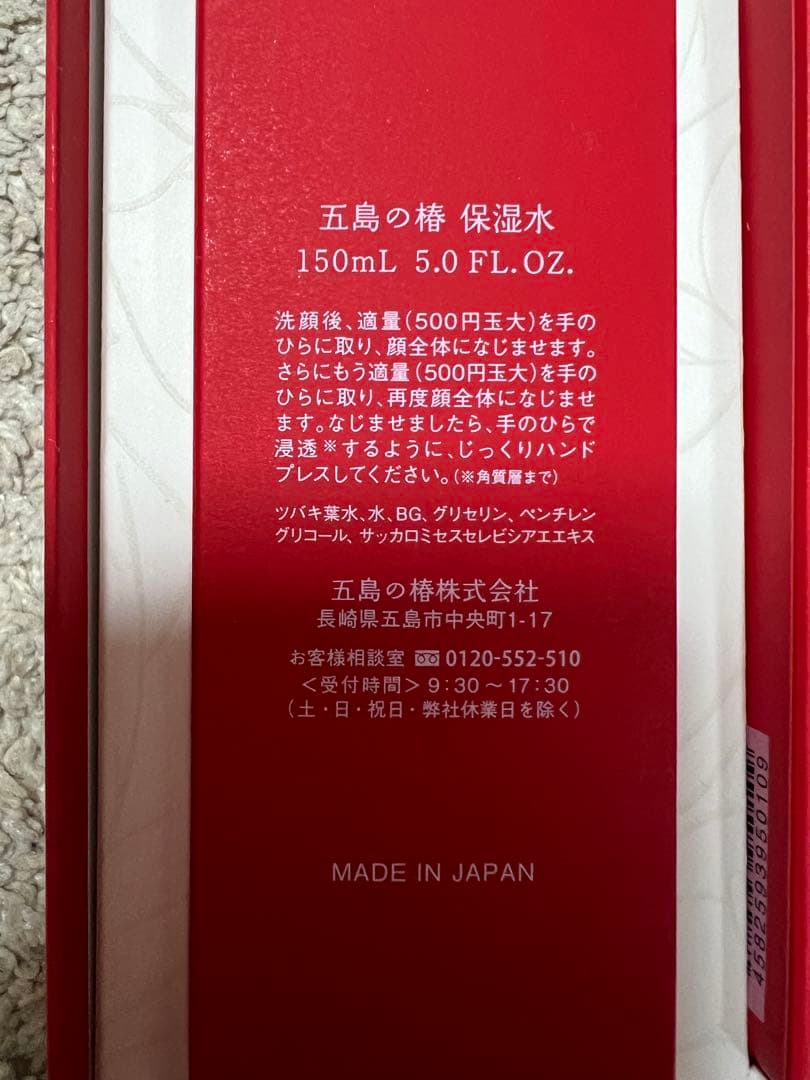 五島の椿 保湿水
150mL 5.0 FL.OZ.
洗顔後、適量(500円玉大)を手の
ひらに取り、顔全体になじませます。
さらにもう適量(500円玉大)を手の
ひらに取り、再度顔全体になじませ
ます。なじませましたら、手のひらで
浸透※するように、じっくりハンド
プレスしてください。(※角質層まで)
ツバキ葉水、水、BG、グリセリン、ペンチレン
グリコール、サッカロミセスセレビシアエエキス
五島の椿株式会社
長崎県五島市中央町1-17
お客様相談室 0120-552-510
＜受付時間＞9:30～17:30
(土・日・祝日・弊社休業日を除く)
MADE IN JAPAN
4582593950109